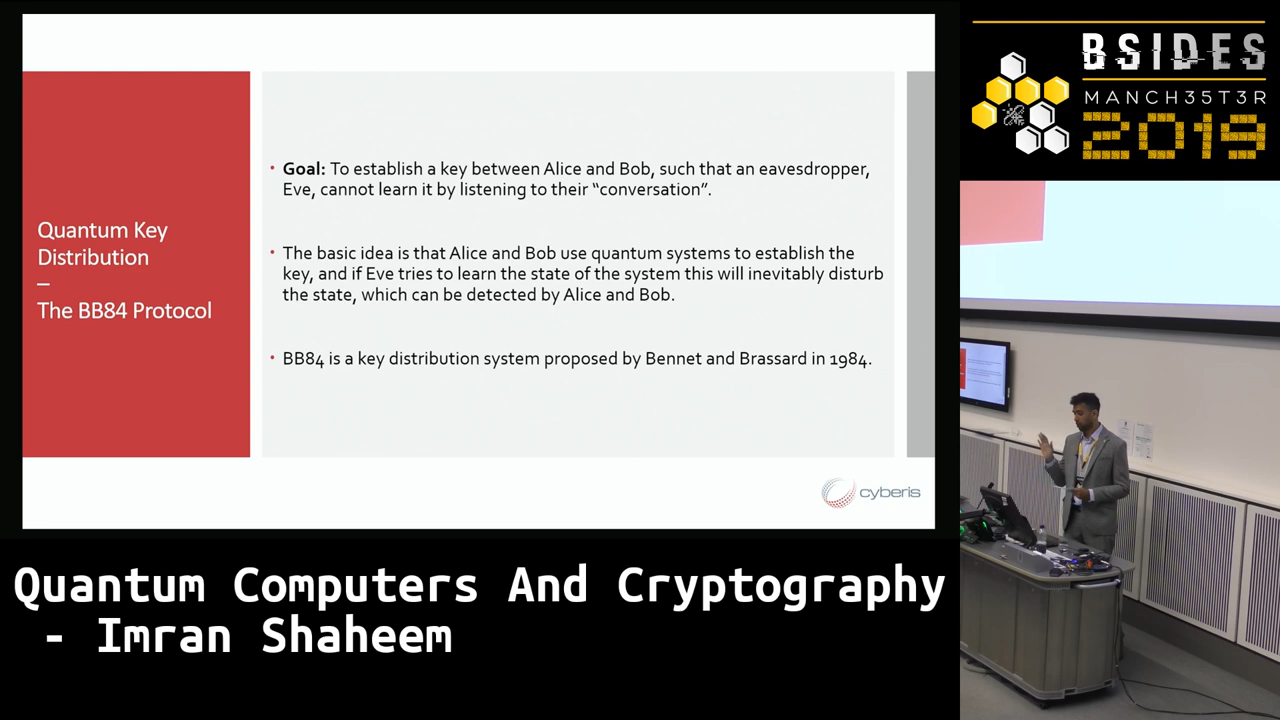 Quantum Key
Distribution
–
The BB84 Protocol
• Goal: To establish a key between Alice and Bob, such that an eavesdropper,
Eve, cannot learn it by listening to their “conversation”.
• The basic idea is that Alice and Bob use quantum systems to establish the
key, and if Eve tries to learn the state of the system this will inevitably disturb
the state, which can be detected by Alice and Bob.
• BB84 is a key distribution system proposed by Bennet and Brassard in 1984.
cyberis
BSIDES
MANCH35T3R
2019
Quantum Computers And Cryptography
- Imran Shaheem